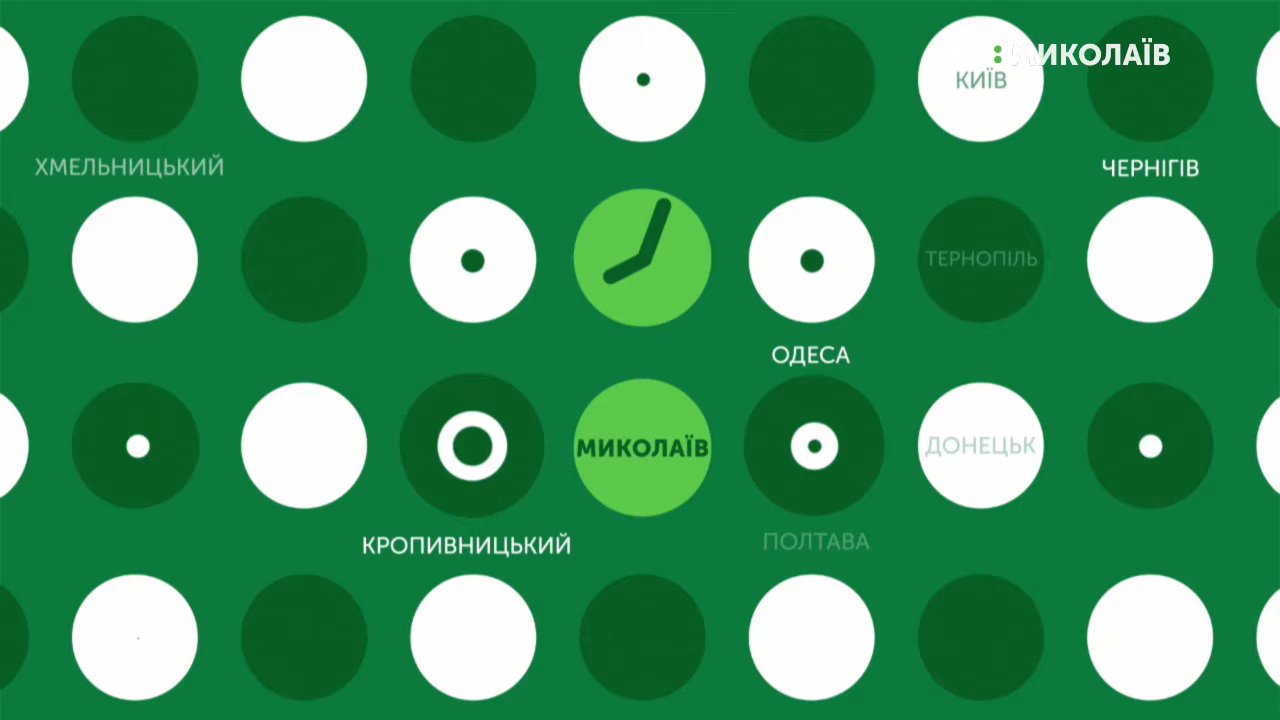 :МИКОЛАЇВ
КИЇВ
ХМЕЛЬНИЦЬКИЙ
ЧЕРНІГІВ
ТЕРНОПІЛЬ
ОДЕСА
МИКОЛАЇВ
ДОНЕЦЬК
КРОПИВНИЦЬКИЙ
ПОЛТАВА